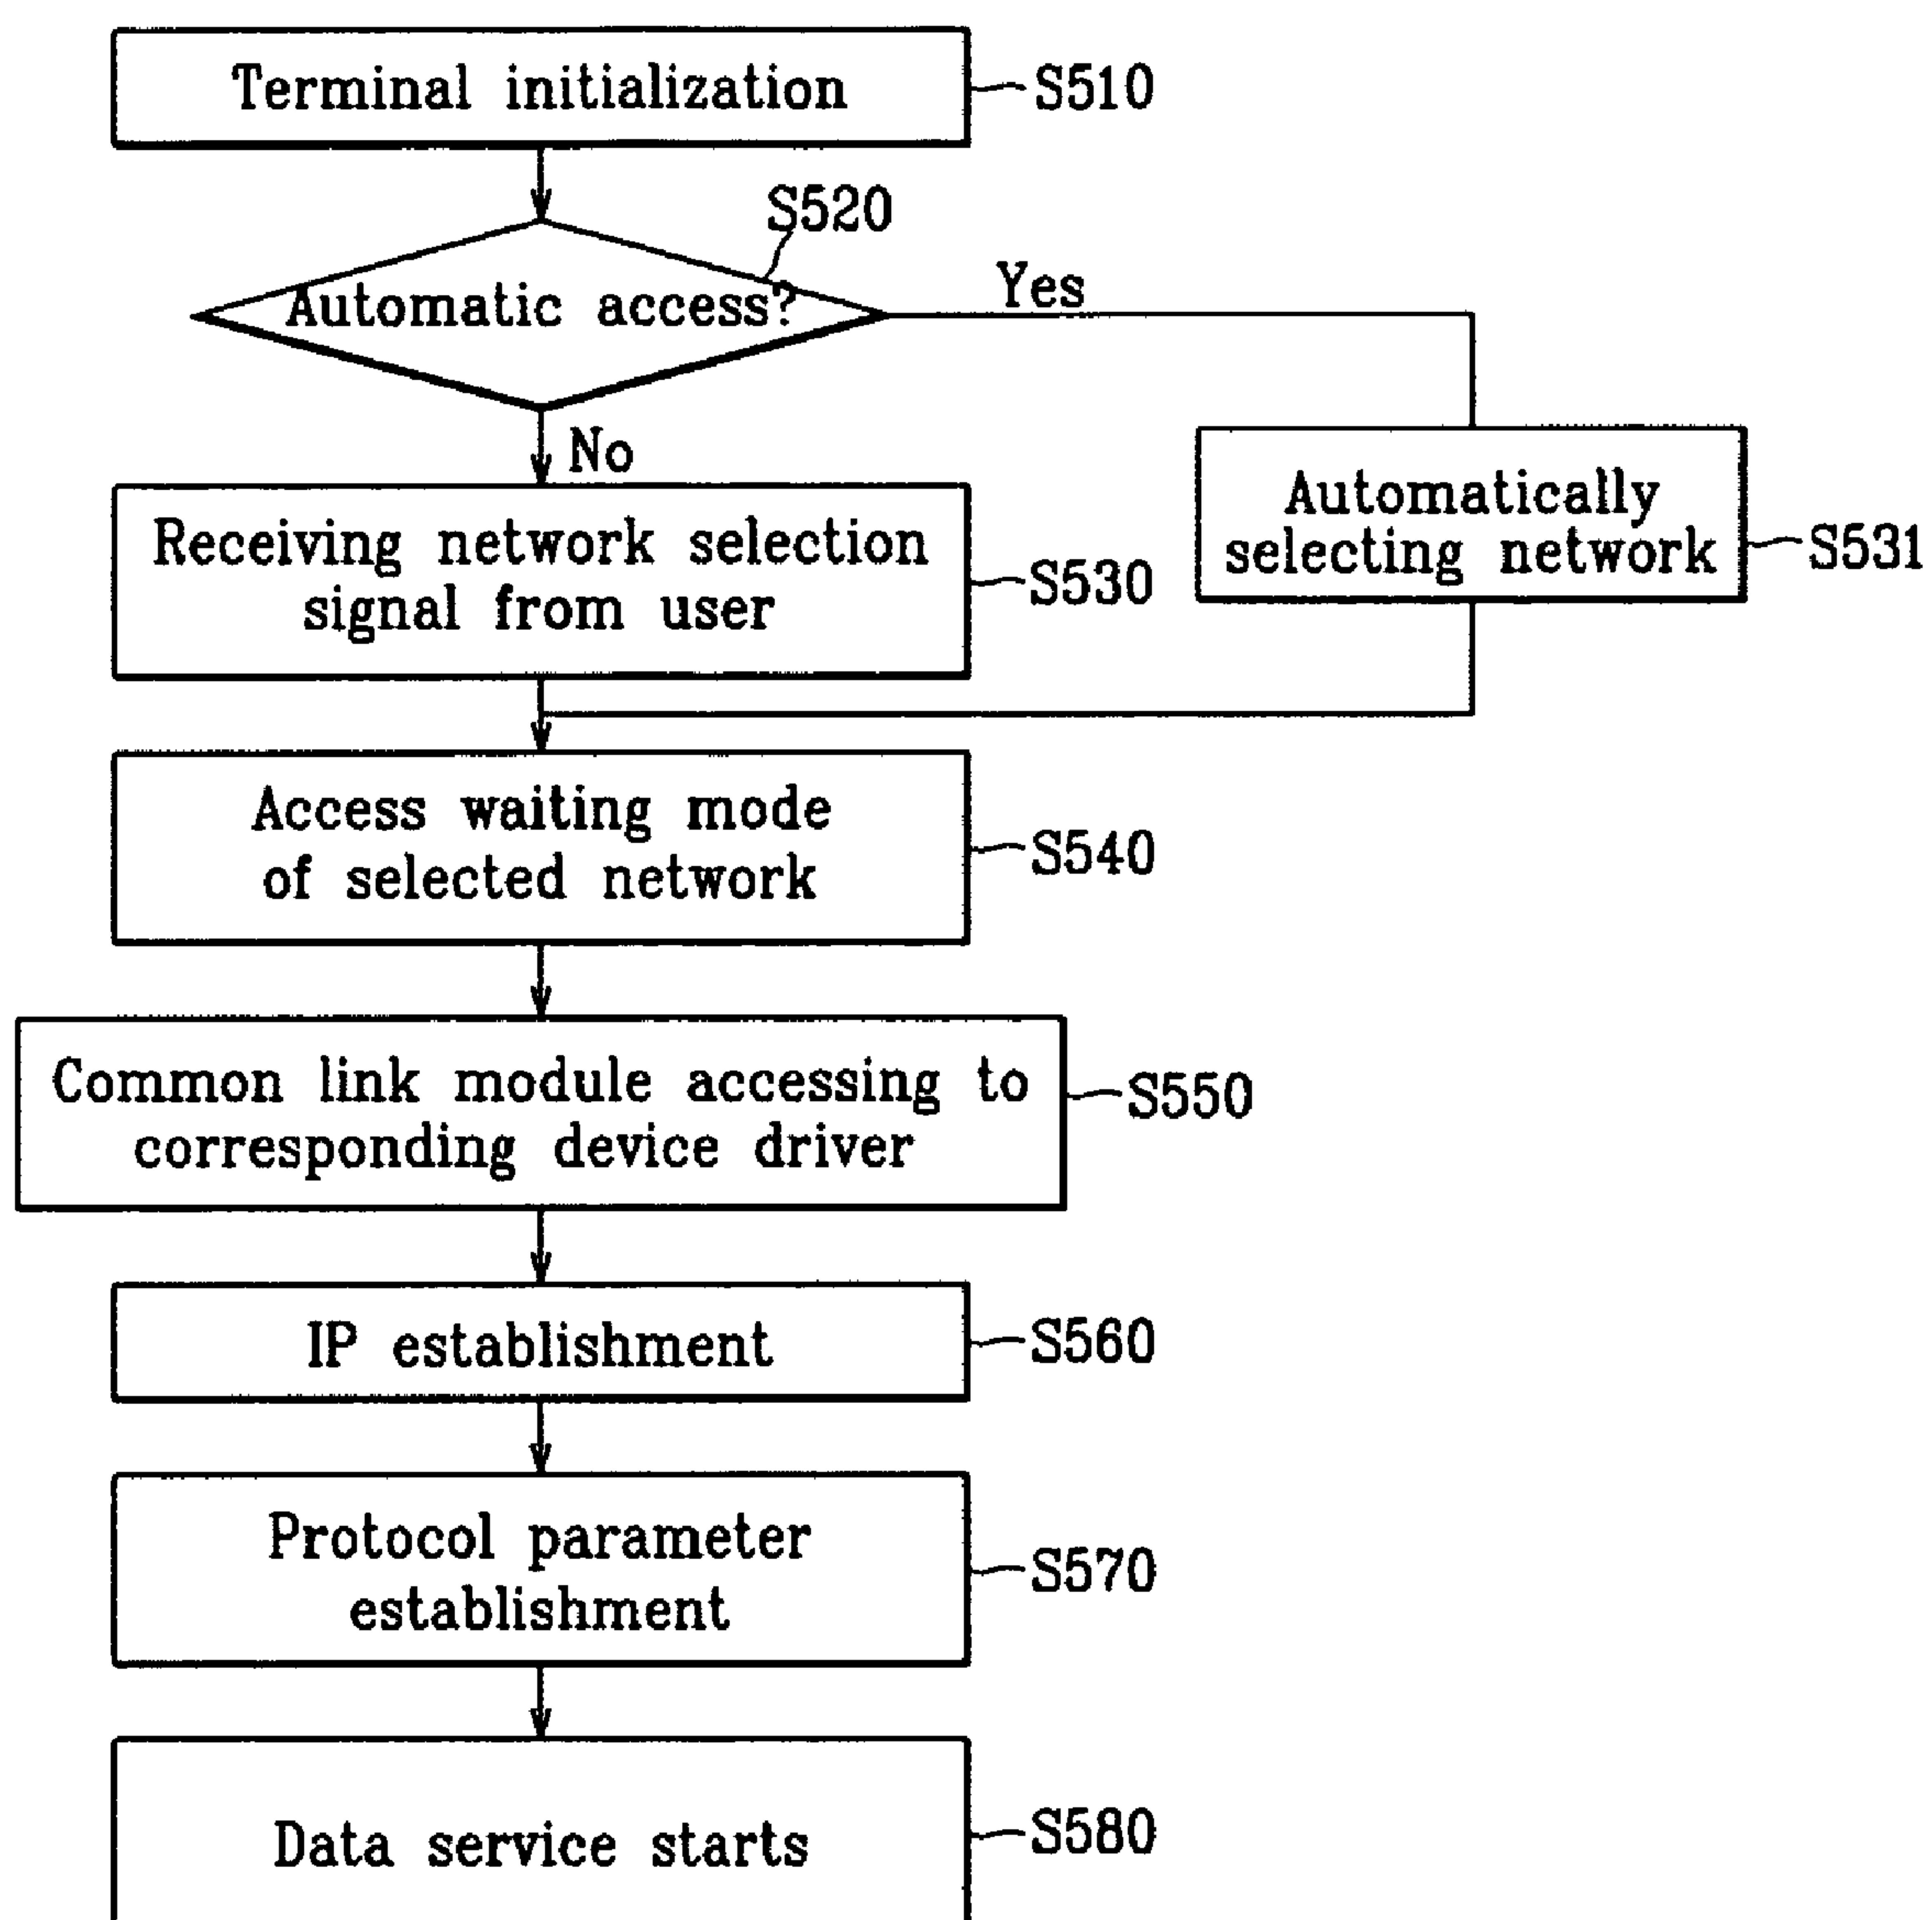 Terminal initialization
S510
S520
Automatic access?
Yes
No
Receiving network selection
signal from user
S530
Automatically
selecting network
S531
Access waiting mode
of selected network
S540
Common link module accessing to
corresponding device driver
S550
IP establishment
S560
Protocol parameter
establishment
S570
Data service starts
S580